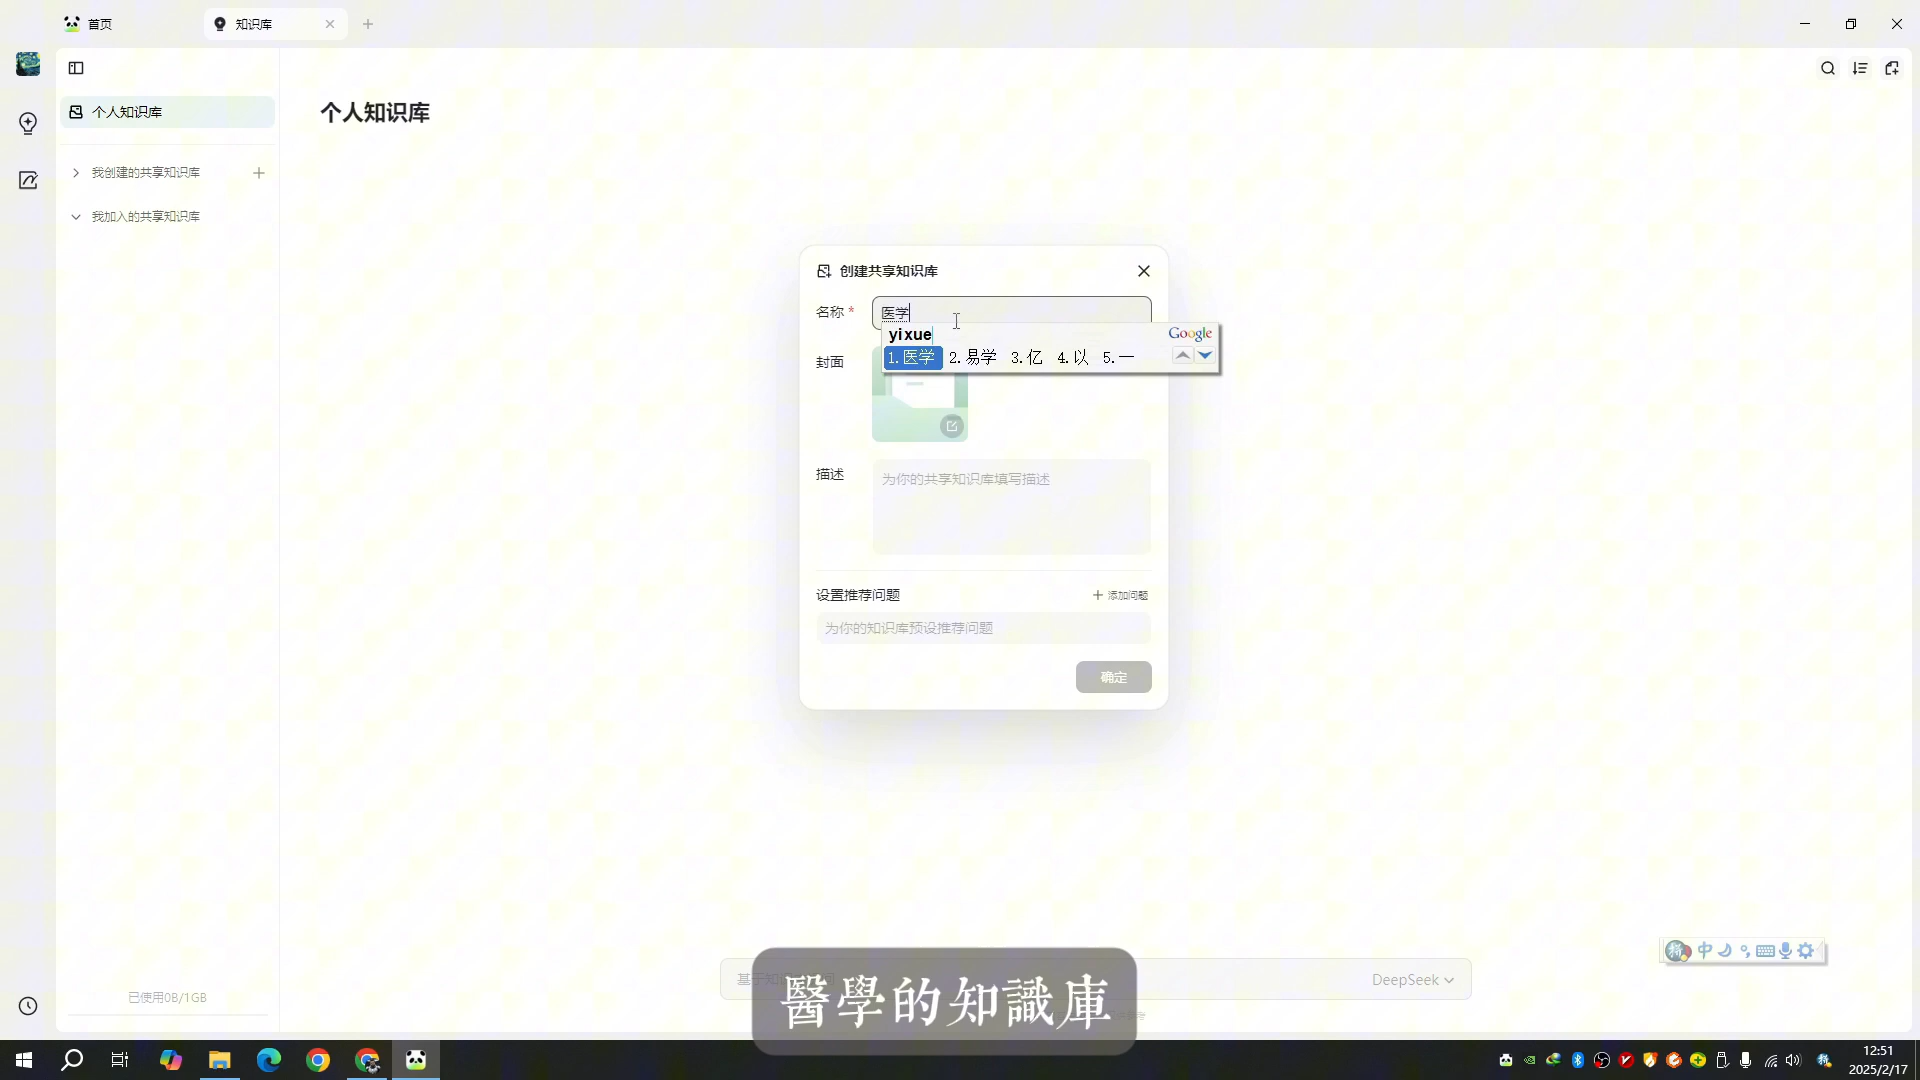 首页
知识库
个人知识库
我创建的共享知识库
我加入的共享知识库
个人知识库
创建共享知识库
名称 *
医学
yixue
Google
1.医学 2.易学 3.亿 4.以 5.一
封面
描述
为你的共享知识库填写描述
设置推荐问题
添加问题
为你的知识库预设推荐问题
确定
拼 中
已使用0B/1GB
DeepSeek
醫學的知識庫
12:51
2025/2/17